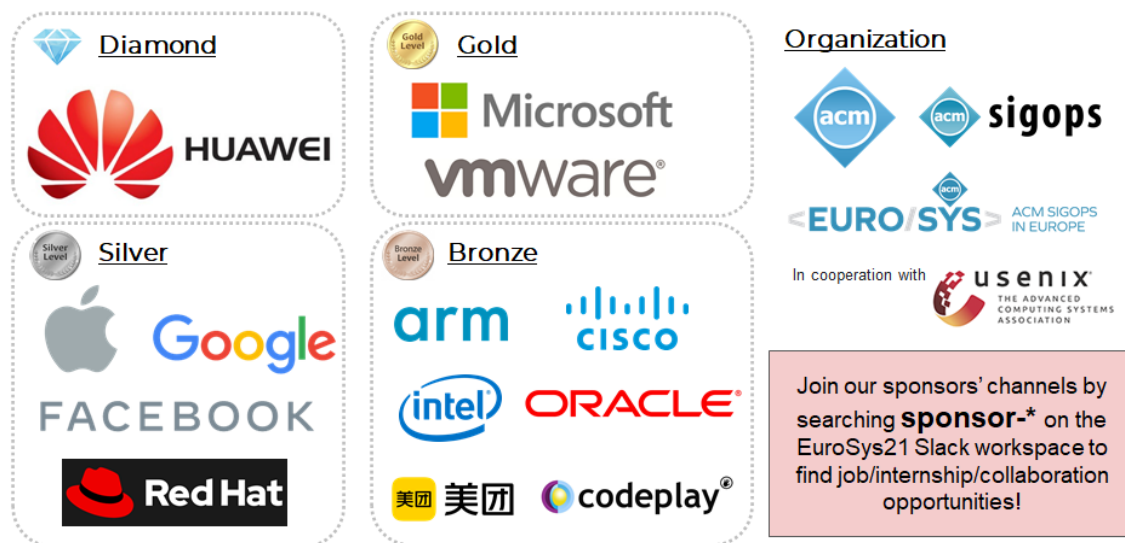 Diamond
HUAWEI
Gold Level
Gold
Microsoft
vmware®
Silver Level
Silver
Google
FACEBOOK
Red Hat
Bronze Level
Bronze
arm
cisco
intel
ORACLE®
美团 美团
codeplay®
Organization
acm
acm sigops
acm
<EURO/SYS> ACM SIGOPS
IN EUROPE
In cooperation with
usenix®
THE ADVANCED
COMPUTING SYSTEMS
ASSOCIATION
Join our sponsors’ channels by
searching sponsor-* on the
EuroSys21 Slack workspace to
find job/internship/collaboration
opportunities!